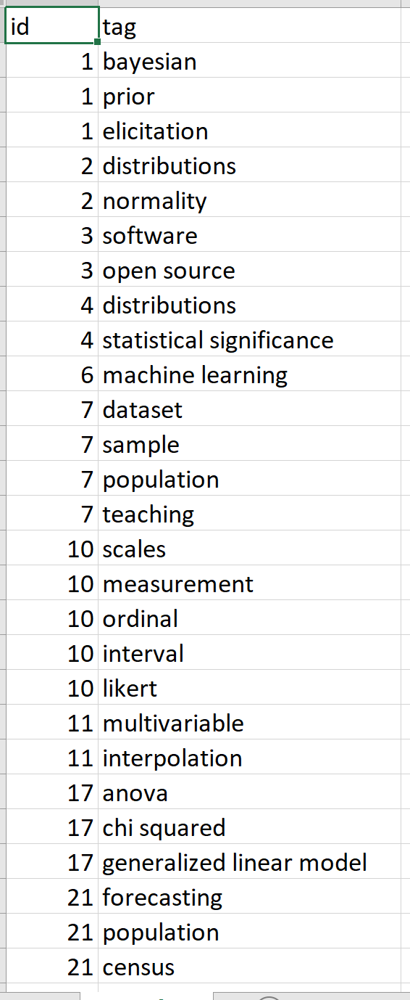 id tag
1 bayesian
1 prior
1 elicitation
2 distributions
2 normality
3 software
3 open source
4 distributions
4 statistical significance
6 machine learning
7 dataset
7 sample
7 population
7 teaching
10 scales
10 measurement
10 ordinal
10 interval
10 likert
11 multivariable
11 interpolation
17 anova
17 chi squared
17 generalized linear model
21 forecasting
21 population
21 census